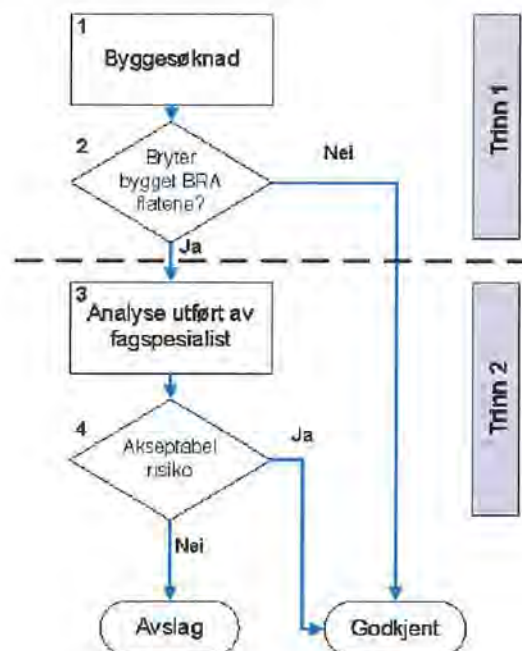 1
Byggesøknad
Trinn 1
2
Bryter
bygget BRA
flatene?
Nei
Ja
3
Analyse utført av
fagspesialist
Trinn 2
4
Akseptabel
risiko
Ja
Nei
Avslag
Godkjent